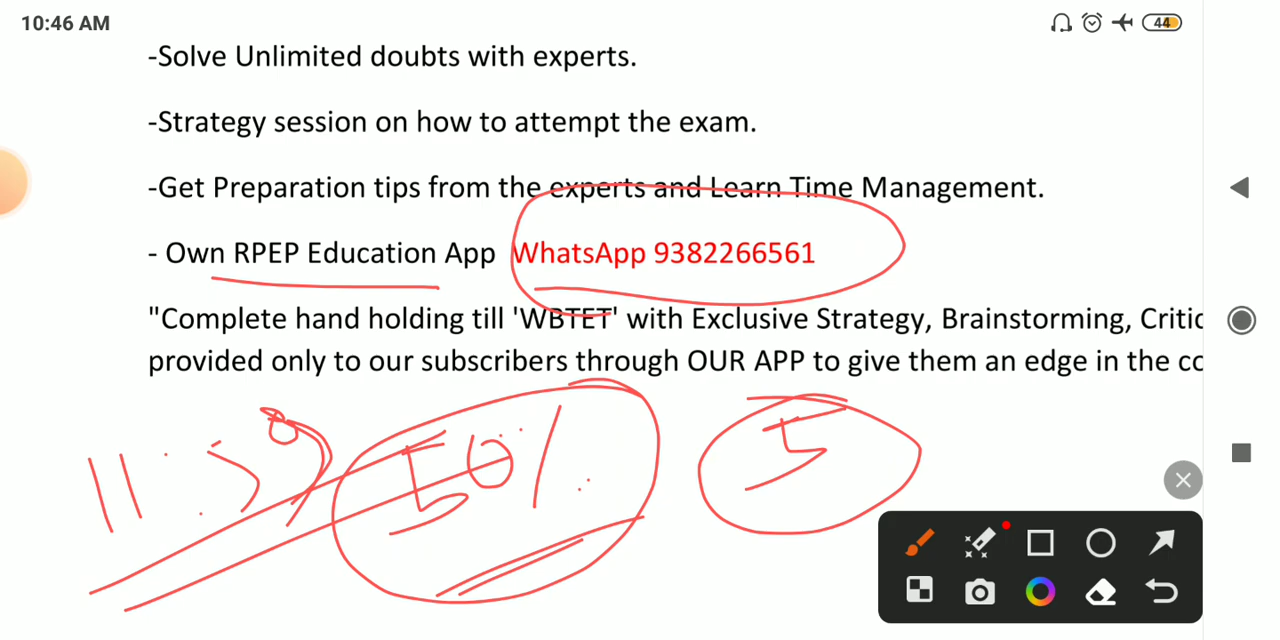 10:46 AM
44
-Solve Unlimited doubts with experts.
-Strategy session on how to attempt the exam.
-Get Preparation tips from the experts and Learn Time Management.
- Own RPEP Education App WhatsApp 9382266561
"Complete hand holding till 'WBTET' with Exclusive Strategy, Brainstorming, Critic
provided only to our subscribers through OUR APP to give them an edge in the co
50% 5